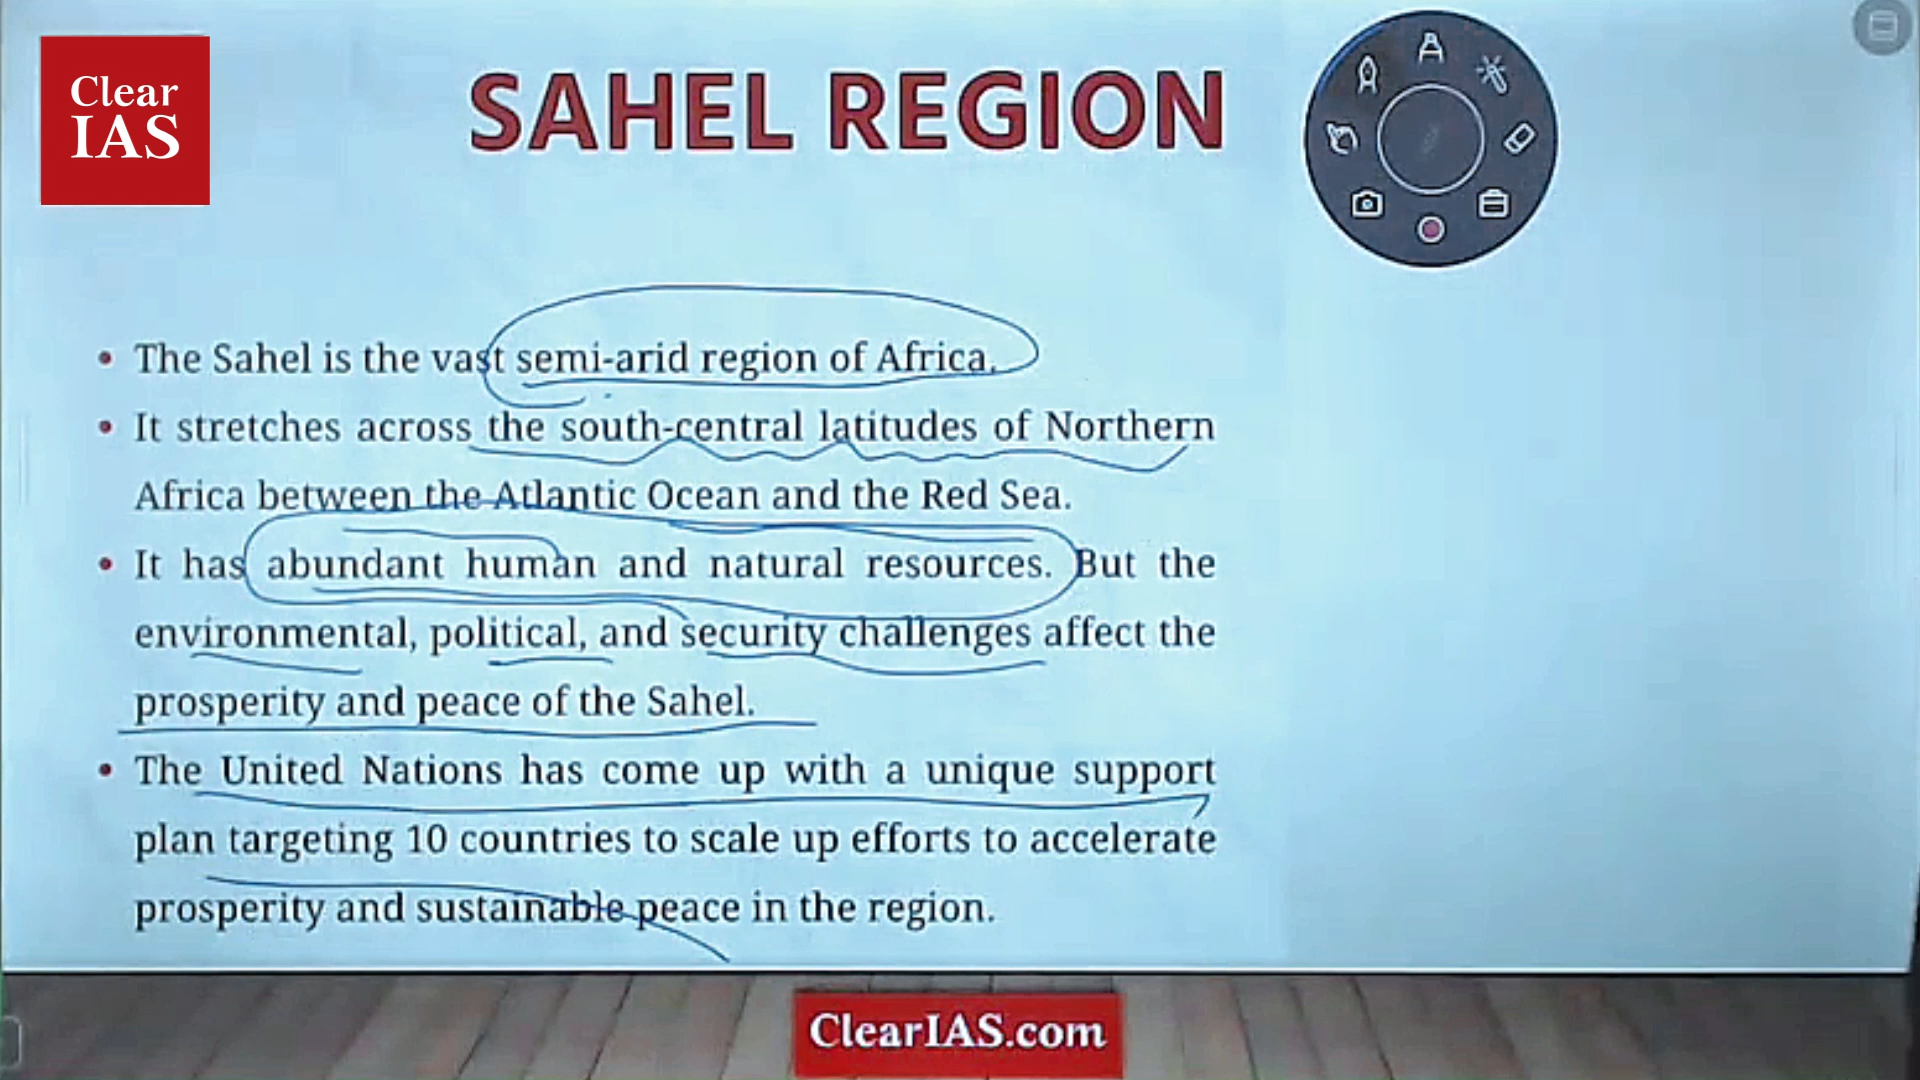 Clear
IAS
SAHEL REGION
• The Sahel is the vast semi-arid region of Africa.
• It stretches across the south-central latitudes of Northern
Africa between the Atlantic Ocean and the Red Sea.
• It has abundant human and natural resources. But the
environmental, political, and security challenges affect the
prosperity and peace of the Sahel.
• The United Nations has come up with a unique support
plan targeting 10 countries to scale up efforts to accelerate
prosperity and sustainable peace in the region.
ClearIAS.com